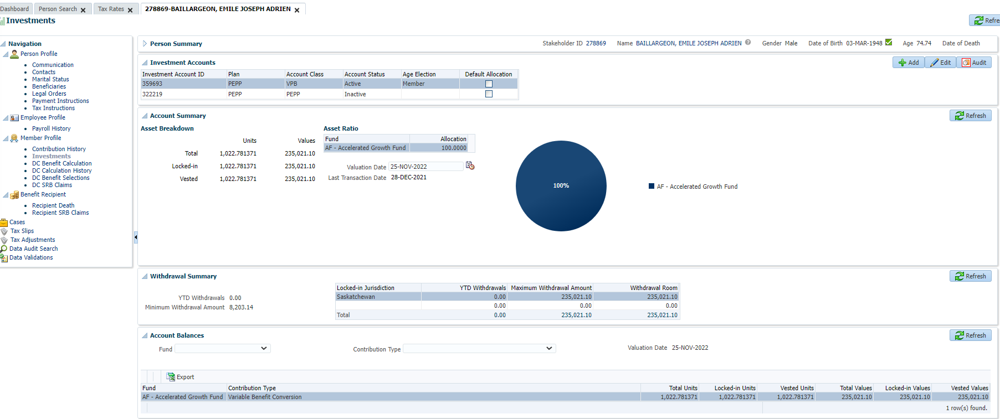 Dashboard Person Search Tax Rates 278869-BAILLARGEON, EMILE JOSEPH ADRIEN
Investments
Refre
Navigation
Person Profile
Communication
Contacts
Marital Status
Beneficiaries
Legal Orders
Payment Instructions
Tax Instructions
Employee Profile
Payroll History
Member Profile
Contribution History
Investments
DC Benefit Calculation
DC Calculation History
DC Benefit Selections
DC SRB Claims
Benefit Recipient
Recipient Death
Recipient SRB Claims
Cases
Tax Slips
Tax Adjustments
Data Audit Search
Data Validations
Person Summary Stakeholder ID 278869 Name BAILLARGEON, EMILE JOSEPH ADRIEN Gender Male Date of Birth 03-MAR-1948 Age 74.74 Date of Death
Investment Accounts Add Edit Audit
Investment Account ID Plan Account Class Account Status Age Election Default Allocation
359693 PEPP VPB Active Member
322219 PEPP PEPP Inactive
Account Summary Refresh
Asset Breakdown
Units Values
Total 1,022.781371 235,021.10
Locked-in 1,022.781371 235,021.10
Vested 1,022.781371 235,021.10
Asset Ratio
Fund Allocation
AF - Accelerated Growth Fund 100.0000
Valuation Date 25-NOV-2022
Last Transaction Date 28-DEC-2021
100%
AF - Accelerated Growth Fund
Withdrawal Summary Refresh
YTD Withdrawals 0.00
Minimum Withdrawal Amount 8,203.14
Locked-in Jurisdiction YTD Withdrawals Maximum Withdrawal Amount Withdrawal Room
Saskatchewan 0.00 235,021.10 235,021.10
0.00 0.00 0.00
Total 0.00 235,021.10 235,021.10
Account Balances Refresh
Fund Contribution Type Valuation Date 25-NOV-2022
Export
Fund Contribution Type Total Units Locked-in Units Vested Units Total Values Locked-in Values Vested Values
AF - Accelerated Growth Fund Variable Benefit Conversion 1,022.781371 1,022.781371 1,022.781371 235,021.10 235,021.10 235,021.10
1 row(s) found.